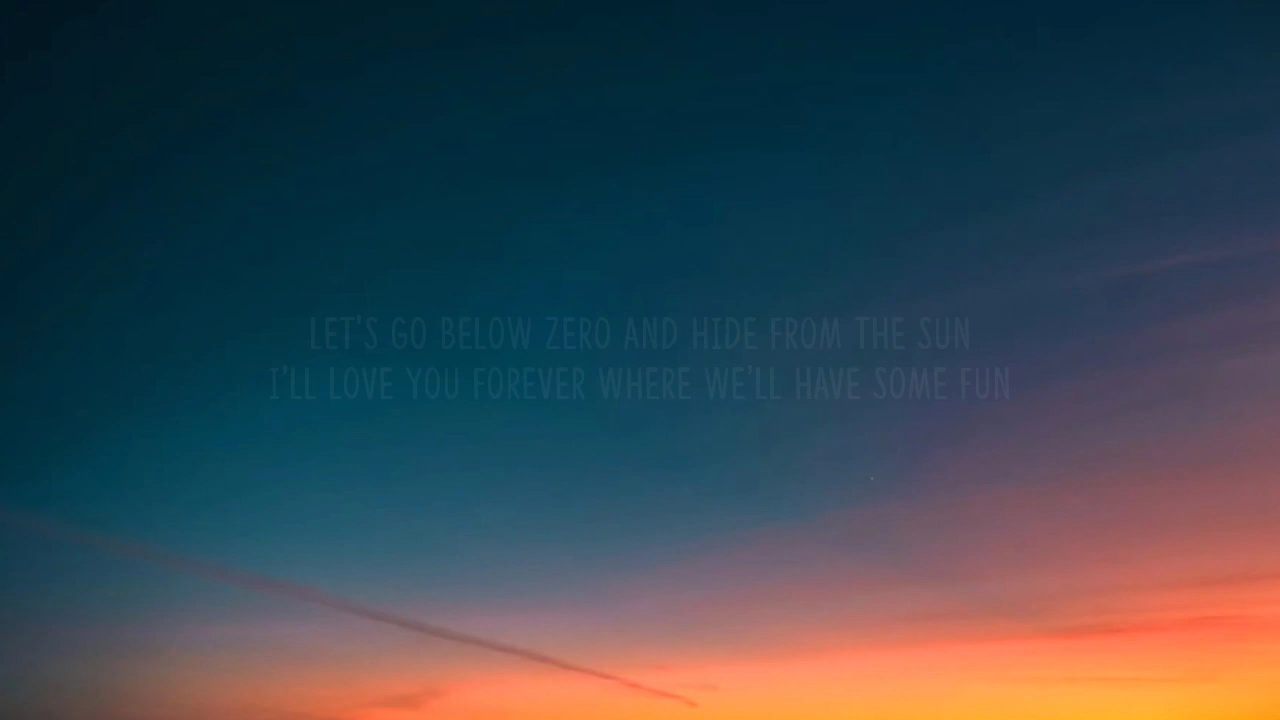 LET'S GO BELOW ZERO AND HIDE FROM THE SUN
I'LL LOVE YOU FOREVER WHERE WE'LL HAVE SOME FUN